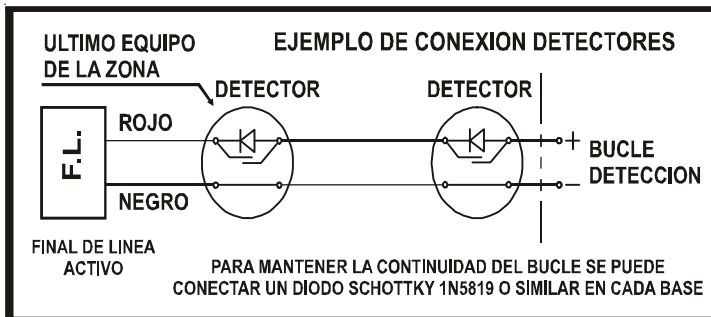 EJEMPLO DE CONEXION DETECTORES
ULTIMO EQUIPO
DE LA ZONA
DETECTOR
DETECTOR
ROJO
F.L.
NEGRO
+
−
BUCLE
DETECCION
FINAL DE LINEA
ACTIVO
PARA MANTENER LA CONTINUIDAD DEL BUCLE SE PUEDE
CONECTAR UN DIODO SCHOTTKY 1N5819 O SIMILAR EN CADA BASE